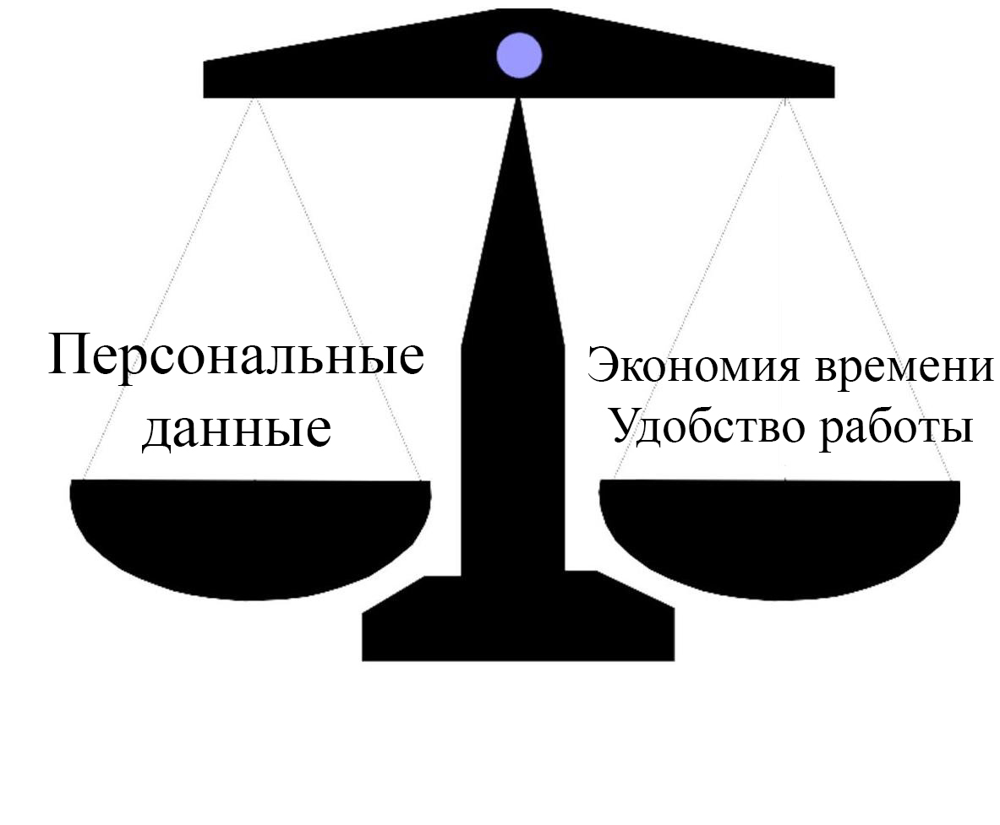 Персональные
данные
Экономия времени
Удобство работы